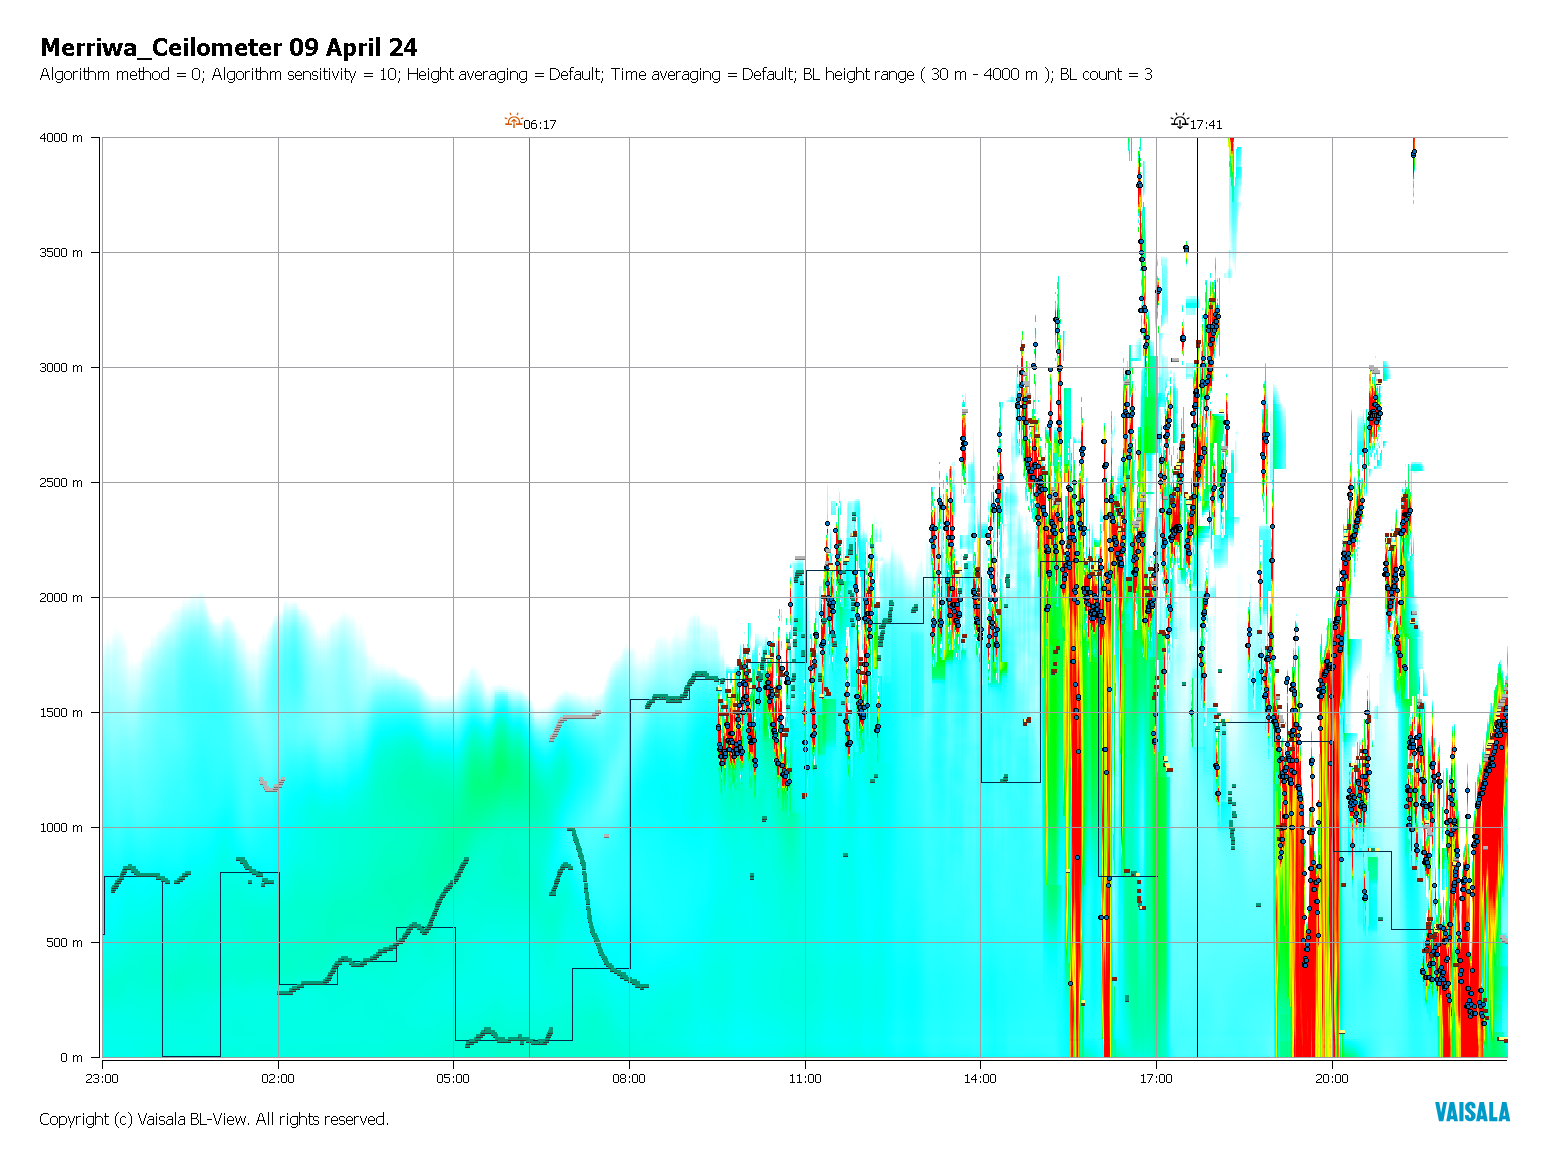 Merriwa_Ceilometer 09 April 24
Algorithm method = 0; Algorithm sensitivity = 10; Height averaging = Default; Time averaging = Default; BL height range ( 30 m - 4000 m ); BL count = 3
06:17
17:41
4000 m
3500 m
3000 m
2500 m
2000 m
1500 m
1000 m
500 m
0 m
23:00 02:00 05:00 08:00 11:00 14:00 17:00 20:00
Copyright (c) Vaisala BL-View. All rights reserved.
VAISALA